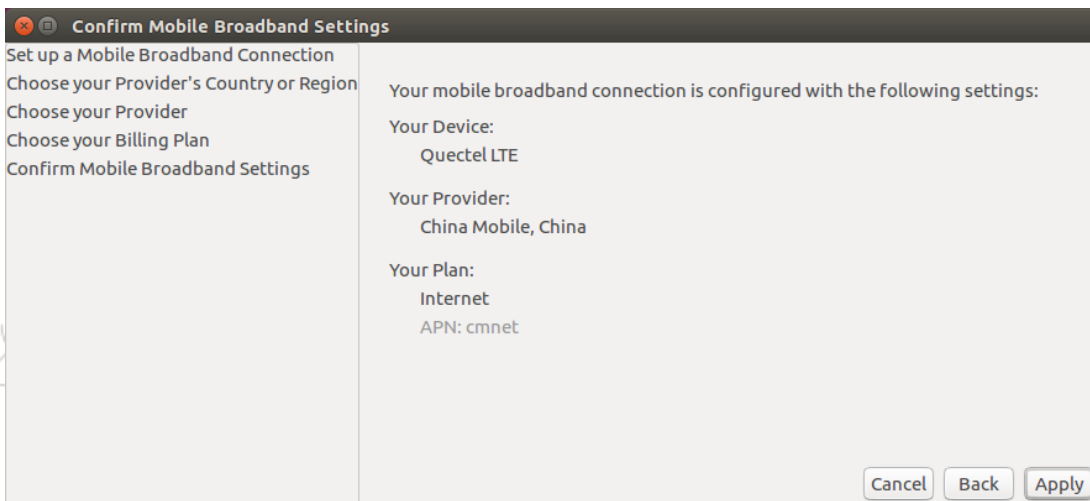 Confirm Mobile Broadband Settings
Set up a Mobile Broadband Connection
Choose your Provider's Country or Region
Choose your Provider
Choose your Billing Plan
Confirm Mobile Broadband Settings
Your mobile broadband connection is configured with the following settings:
Your Device:
Quectel LTE
Your Provider:
China Mobile, China
Your Plan:
Internet
APN: cmnet
Cancel
Back
Apply